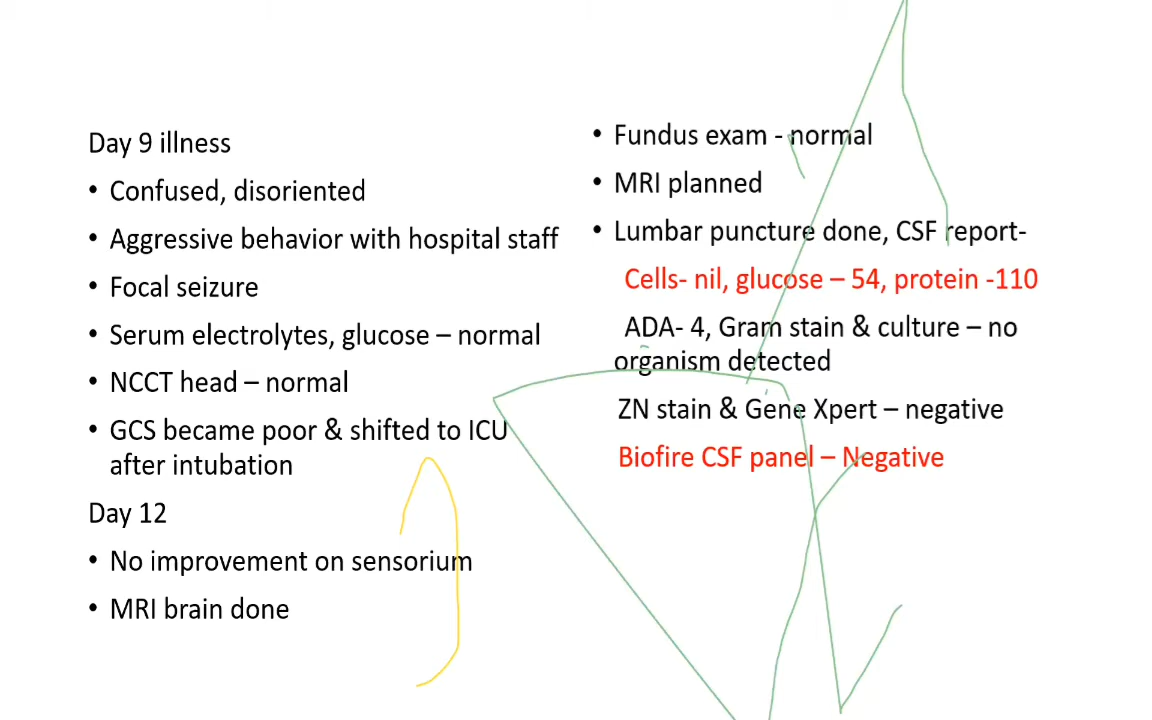 Day 9 illness
• Confused, disoriented
• Aggressive behavior with hospital staff
• Focal seizure
• Serum electrolytes, glucose – normal
• NCCT head – normal
• GCS became poor & shifted to ICU
after intubation
Day 12
• No improvement on sensorium
• MRI brain done
• Fundus exam - normal
• MRI planned
• Lumbar puncture done, CSF report-
Cells- nil, glucose – 54, protein -110
ADA- 4, Gram stain & culture – no
organism detected
ZN stain & Gene Xpert – negative
Biofire CSF panel – Negative